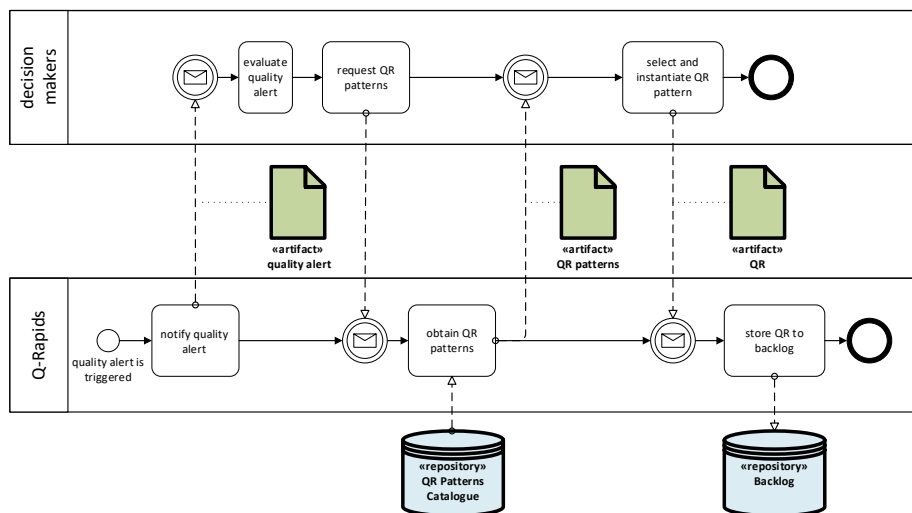 decision
makers
evaluate
quality
alert
request QR
patterns
select and
instantiate QR
pattern
«artifact»
quality alert
«artifact»
QR patterns
«artifact»
QR
Q-Rapids
quality alert is
triggered
notify quality
alert
obtain QR
patterns
store QR to
backlog
«repository»
QR Patterns
Catalogue
«repository»
Backlog